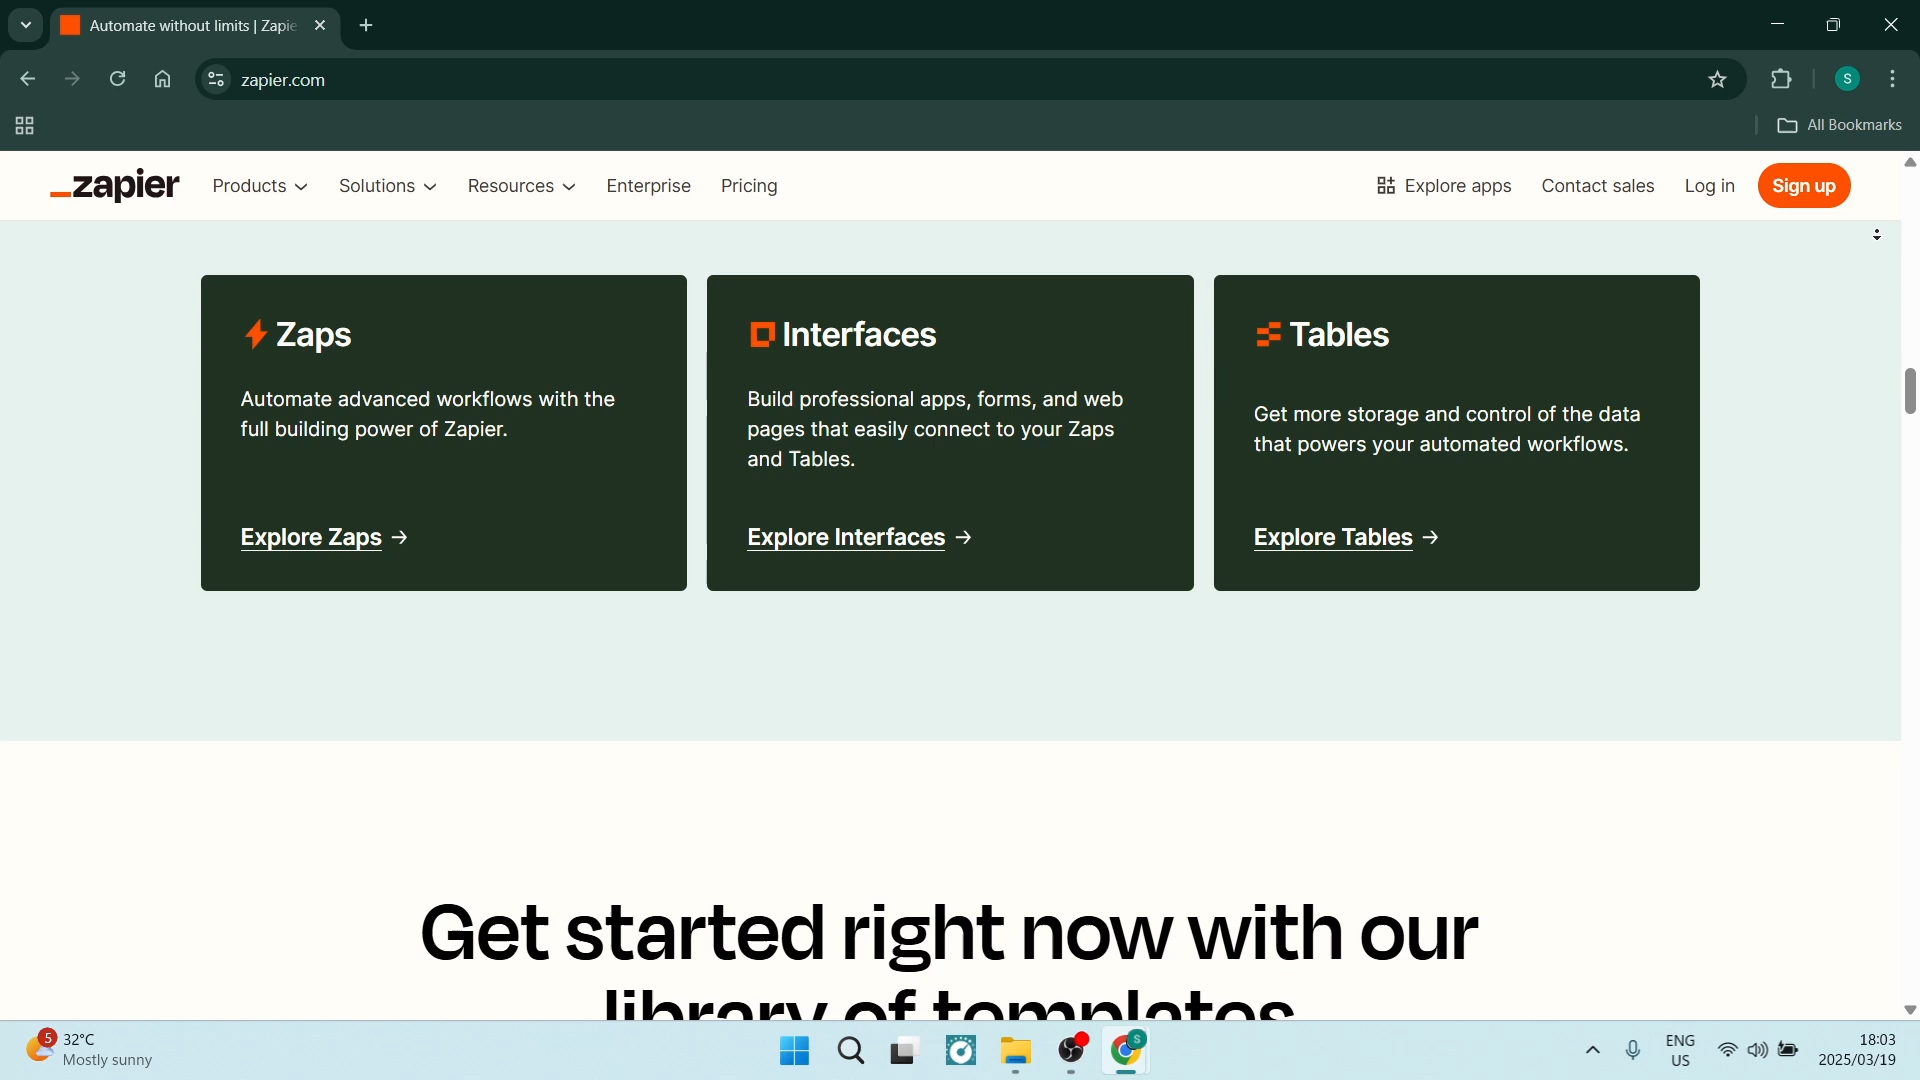 Automate without limits | Zapie
zapier.com
S
All Bookmarks
zapier
Products
Solutions
Resources
Enterprise
Pricing
Explore apps
Contact sales
Log in
Sign up
Zaps
Automate advanced workflows with the
full building power of Zapier.
Explore Zaps →
Interfaces
Build professional apps, forms, and web
pages that easily connect to your Zaps
and Tables.
Explore Interfaces →
Tables
Get more storage and control of the data
that powers your automated workflows.
Explore Tables →
Get started right now with our
library of templates
5
32°C
Mostly sunny
S
ENG
US
18:03
2025/03/19